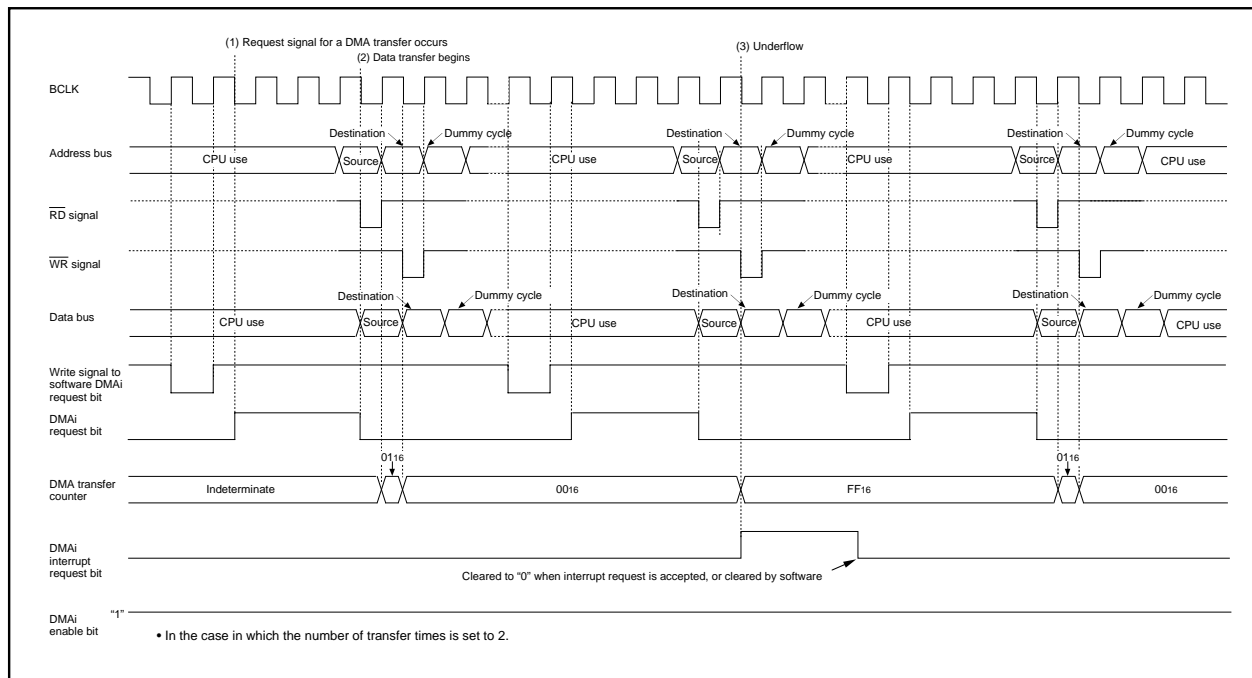 (1) Request signal for a DMA transfer occurs
(2) Data transfer begins
(3) Underflow
BCLK
Destination
Dummy cycle
Destination
Dummy cycle
Destination
Dummy cycle
Address bus
CPU use
Source
CPU use
Source
CPU use
Source
CPU use
RD signal
WR signal
Destination
Dummy cycle
Destination
Dummy cycle
Destination
Dummy cycle
Data bus
CPU use
Source
CPU use
Source
CPU use
Source
CPU use
Write signal to
software DMAi
request bit
DMAi
request bit
0116
0116
DMA transfer
counter
Indeterminate
0016
FF16
0016
DMAi
interrupt
request bit
Cleared to “0” when interrupt request is accepted, or cleared by software
DMAi
enable bit
“1”
• In the case in which the number of transfer times is set to 2.